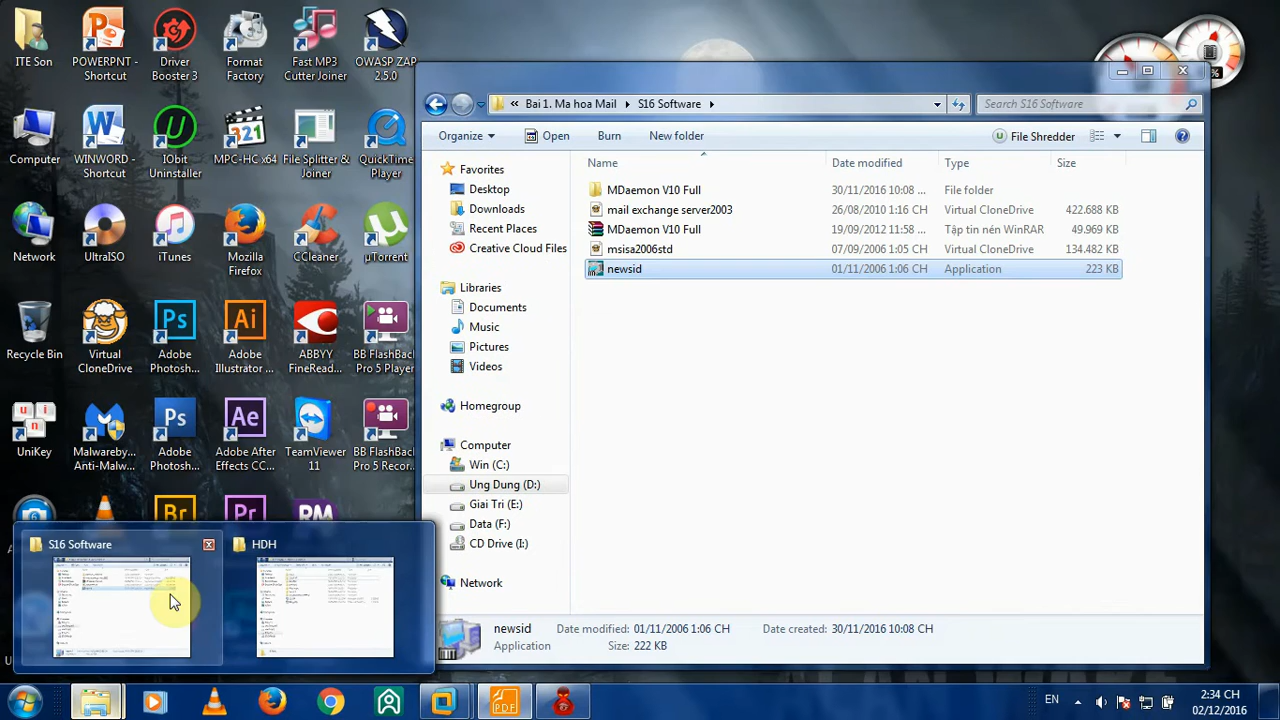 ITE Son
POWERPNT -
Shortcut
Driver
Booster 3
Format
Factory
Fast MP3
Cutter Joiner
OWASP ZAP
2.5.0
Computer
WINWORD -
Shortcut
IObit
Uninstaller
321
MPC-HC x64
File Splitter &
Joiner
QuickTime
Player
Network
UltraISO
iTunes
Mozilla
Firefox
CCleaner
µTorrent
Recycle Bin
Virtual
CloneDrive
Ps
Adobe
Photosh...
Ai
Adobe
Illustrator ...
ABBYY
FineRead...
BB FlashBack
Pro 5 Player
u i
n
UniKey
Malwareby...
Anti-Malw...
Ps
Adobe
Photosh...
Ae
Adobe After
Effects CC...
TeamViewer
11
BB FlashBack
Pro 5 Recor...
6
Br
Pr
RM
%
« Bai 1. Ma hoa Mail ▸ S16 Software ▸
Search S16 Software
Organize
Open
Burn
New folder
File Shredder
Name
Date modified
Type
Size
Favorites
Desktop
Downloads
Recent Places
Creative Cloud Files
Libraries
Documents
Music
Pictures
Videos
Homegroup
Computer
Win (C:)
Ung Dung (D:)
Giai Tri (E:)
Data (F:)
CD Drive (I:)
Network
MDaemon V10 Full 30/11/2016 10:08 ... File folder
mail exchange server2003 26/08/2010 1:16 CH Virtual CloneDrive 422.688 KB
MDaemon V10 Full 19/09/2012 11:58 ... Tập tin nén WinRAR 49.969 KB
msisa2006std 07/09/2006 1:05 CH Virtual CloneDrive 134.482 KB
newsid 01/11/2006 1:06 CH Application 223 KB
newsid
01/11/2006 1:06 CH
Date created: 30/11/2016 10:08 CH
Application
Size: 222 KB
S16 Software
HDH
PDF
EN
2:34 CH
02/12/2016